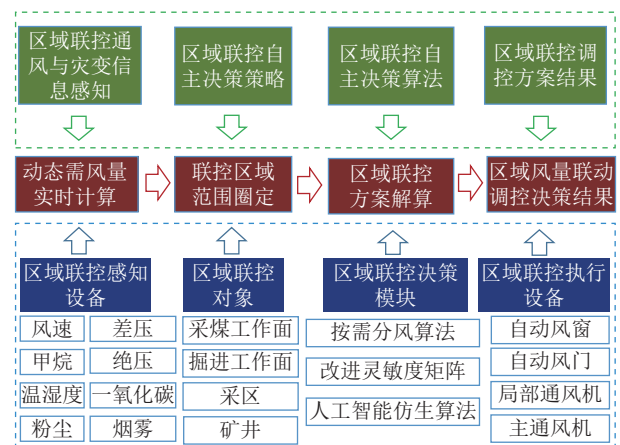 区域联控通
风与灾变信
息感知
区域联控自
主决策策略
区域联控自
主决策算法
区域联控调
控方案结果
动态需风量
实时计算
联控区域
范围圈定
区域联控
方案解算
区域风量联动
调控决策结果
区域联控感知
设备
区域联控
对象
区域联控决策
模块
区域联控执行
设备
风速
差压
甲烷
绝压
温湿度
一氧化碳
粉尘
烟雾
采煤工作面
掘进工作面
采区
矿井
按需分风算法
改进灵敏度矩阵
人工智能仿生算法
自动风窗
自动风门
局部通风机
主通风机